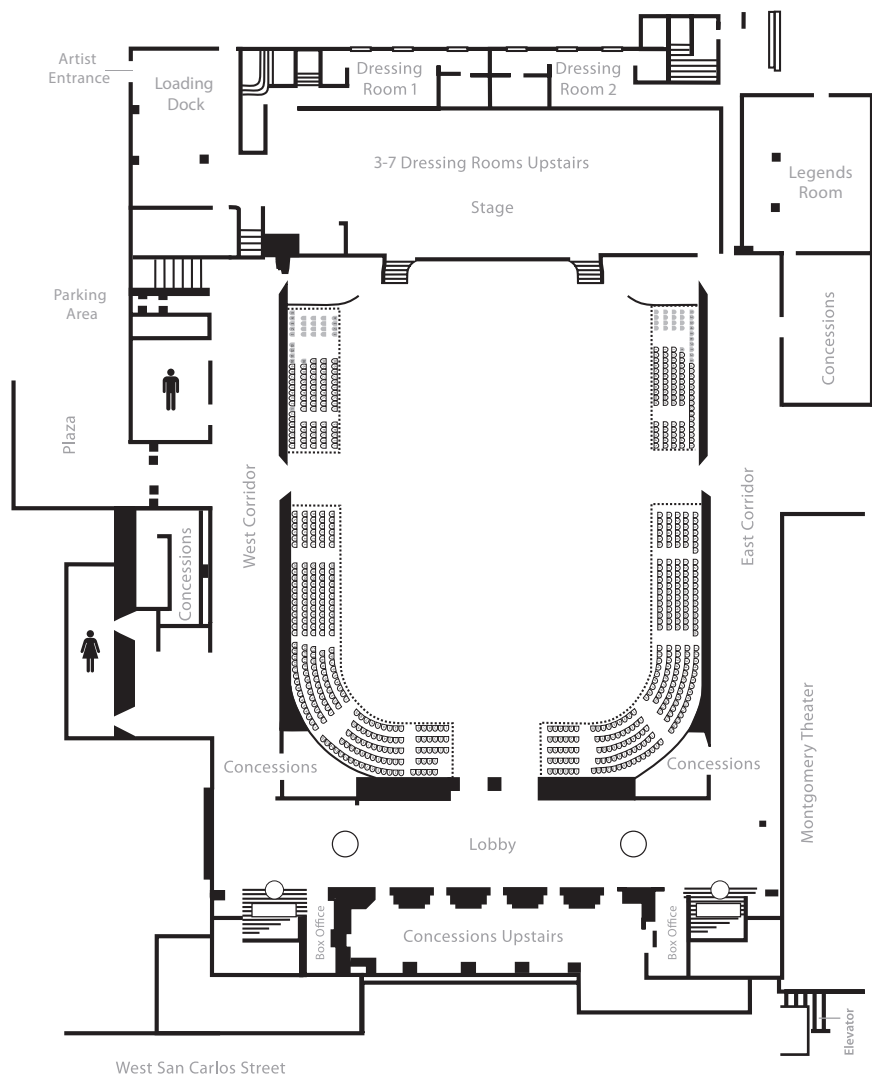 Artist
Entrance
Loading
Dock
Dressing
Room 1
Dressing
Room 2
3-7 Dressing Rooms Upstairs
Stage
Legends
Room
Parking
Area
Concessions
Plaza
West Corridor
East Corridor
Concessions
Montgomery Theater
Concessions
Concessions
Lobby
Box Office
Concessions Upstairs
Box Office
Elevator
West San Carlos Street